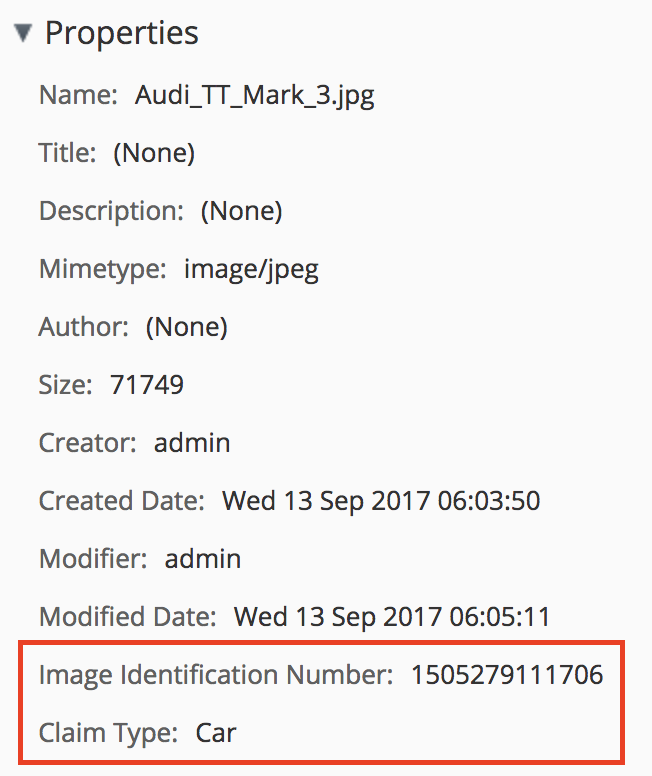 Properties
Name: Audi_TT_Mark_3.jpg
Title: (None)
Description: (None)
Mimetype: image/jpeg
Author: (None)
Size: 71749
Creator: admin
Created Date: Wed 13 Sep 2017 06:03:50
Modifier: admin
Modified Date: Wed 13 Sep 2017 06:05:11
Image Identification Number: 1505279111706
Claim Type: Car